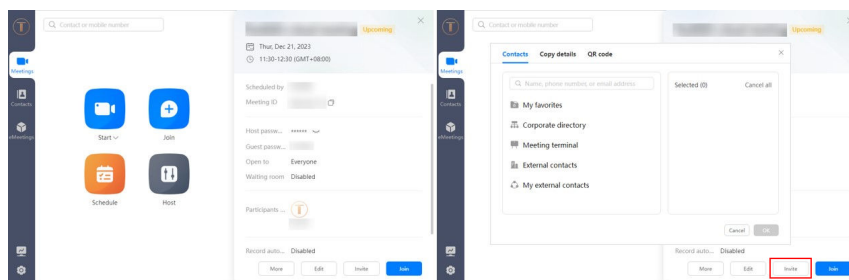 Contact or mobile number
Upcoming
Thur, Dec 21, 2023
11:30-12:30 (GMT+08:00)
Meetings
Contacts
eMeetings
Start
Join
Schedule
Host
Scheduled by
Meeting ID
Host passw... ******
Guest passw...
Open to Everyone
Waiting room Disabled
Participants ...
Record auto... Disabled
More
Edit
Invite
Join
Contact or mobile number
Upcoming
Meetings
Contacts
eMeetings
Contacts Copy details QR code
Name, phone number, or email address
My favorites
Corporate directory
Meeting terminal
External contacts
My external contacts
Selected (0) Cancel all
Cancel
OK
Record auto... Disabled
More
Edit
Invite
Join